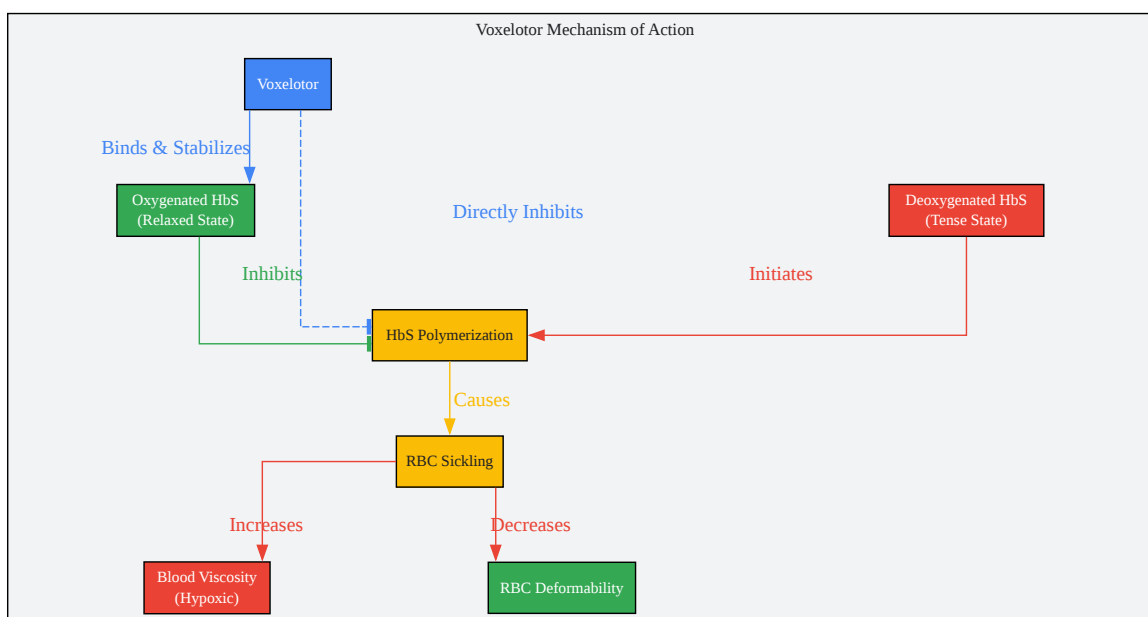 Voxelotor Mechanism of Action
Voxelotor
Binds & Stabilizes
Oxygenated HbS
(Relaxed State)
Directly Inhibits
Deoxygenated HbS
(Tense State)
Inhibits
Initiates
HbS Polymerization
Causes
RBC Sickling
Increases
Decreases
Blood Viscosity
(Hypoxic)
RBC Deformability